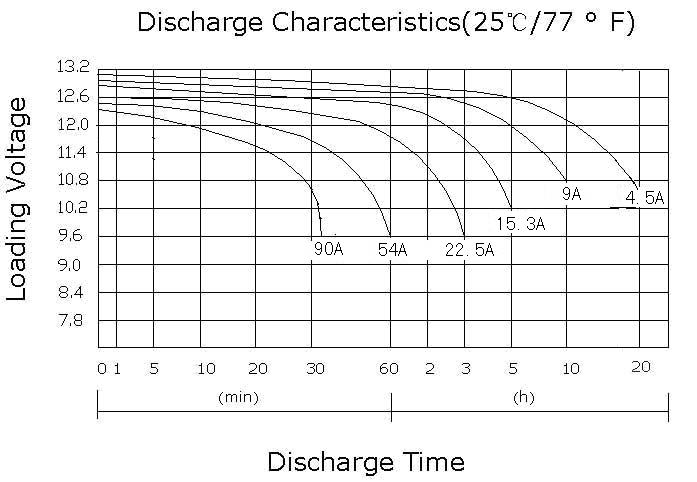 Discharge Characteristics(25℃/77 ° F)
Loading Voltage
13.2
12.6
12.0
11.4
10.8
10.2
9.6
9.0
8.4
7.8
9A
4.5A
15.3A
90A 54A 22.5A
0 1 5 10 20 30 60 2 3 5 10 20
(min) (h)
Discharge Time